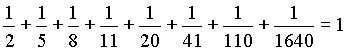 1/2 + 1/5 + 1/8 + 1/11 + 1/20 + 1/41 + 1/110 + 1/1640 = 1